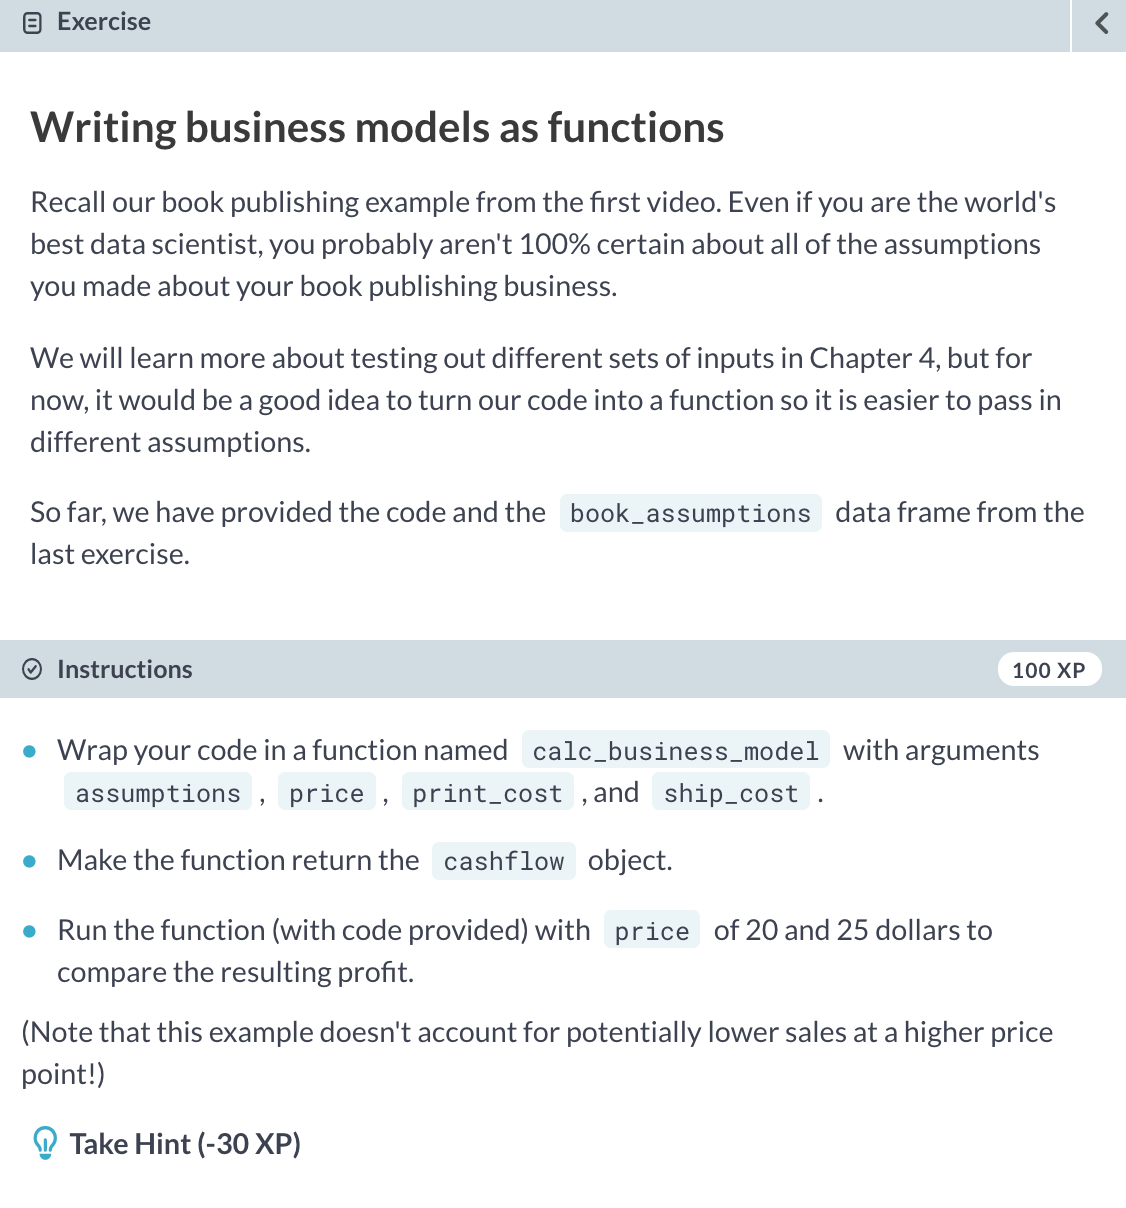 Exercise
Writing business models as functions
Recall our book publishing example from the first video. Even if you are the world's
best data scientist, you probably aren't 100% certain about all of the assumptions
you made about your book publishing business.
We will learn more about testing out different sets of inputs in Chapter 4, but for
now, it would be a good idea to turn our code into a function so it is easier to pass in
different assumptions.
So far, we have provided the code and the book_assumptions data frame from the
last exercise.
Instructions 100 XP
Wrap your code in a function named calc_business_model with arguments
assumptions , price , print_cost , and ship_cost .
Make the function return the cashflow object.
Run the function (with code provided) with price of 20 and 25 dollars to
compare the resulting profit.
(Note that this example doesn't account for potentially lower sales at a higher price
point!)
Take Hint (-30 XP)